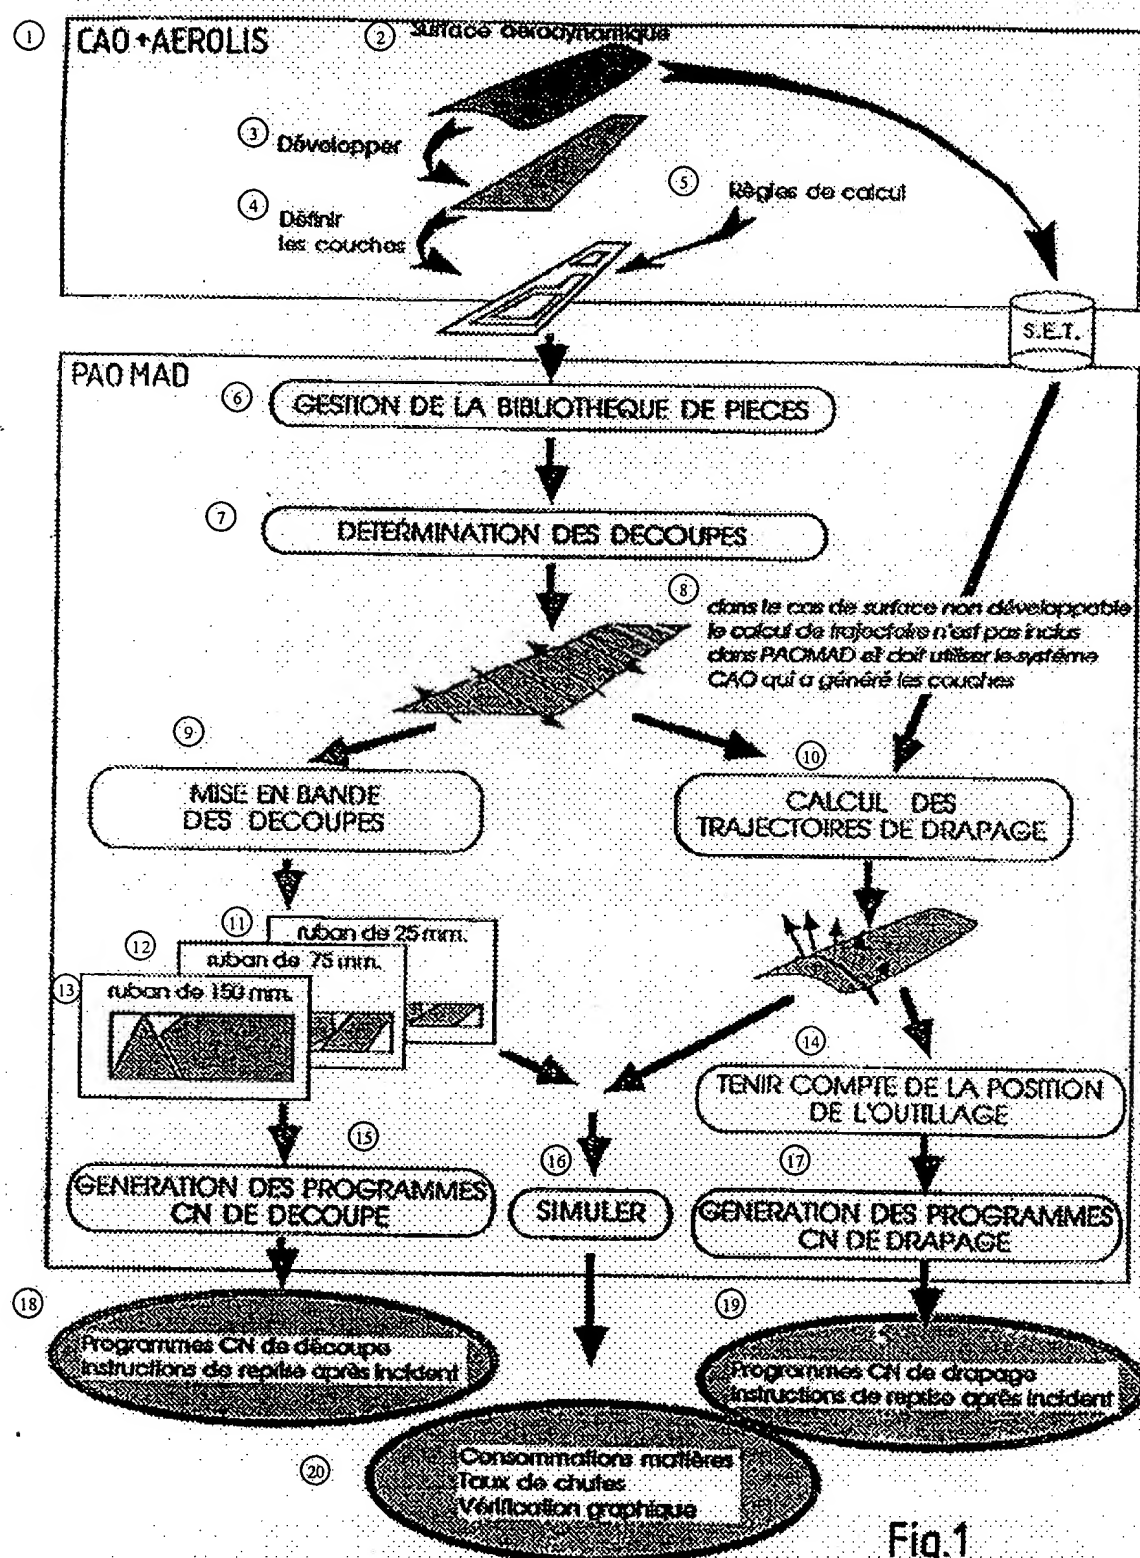 ① CAO+AEROLIS
② Surface aérodynamique
③ Développer
④ Définir
les couches
⑤ Règles de calcul
S.E.T.
PAO MAD
⑥ GESTION DE LA BIBLIOTHEQUE DE PIECES
⑦ DETERMINATION DES DECOUPES
⑧ dans le cas de surface non développable
le calcul de trajectoire n'est pas inclus
dans PAOMAD et doit utiliser le système
CAO qui a généré les couches
⑨ MISE EN BANDE
DES DECOUPES
⑩ CALCUL DES
TRAJECTOIRES DE DRAPAGE
⑪ ruban de 25 mm.
⑫ ruban de 75 mm.
⑬ ruban de 150 mm.
⑭ TENIR COMPTE DE LA POSITION
DE L'OUTILLAGE
⑮ GENERATION DES PROGRAMMES
CN DE DECOUPE
⑯ SIMULER
⑰ GENERATION DES PROGRAMMES
CN DE DRAPAGE
⑱ Programmes CN de découpe
Instructions de reprise après incident
⑲ Programmes CN de drapage
Instructions de reprise après incident
⑳ Consommations matières
Taux de chutes
Vérification graphique
Fig.1